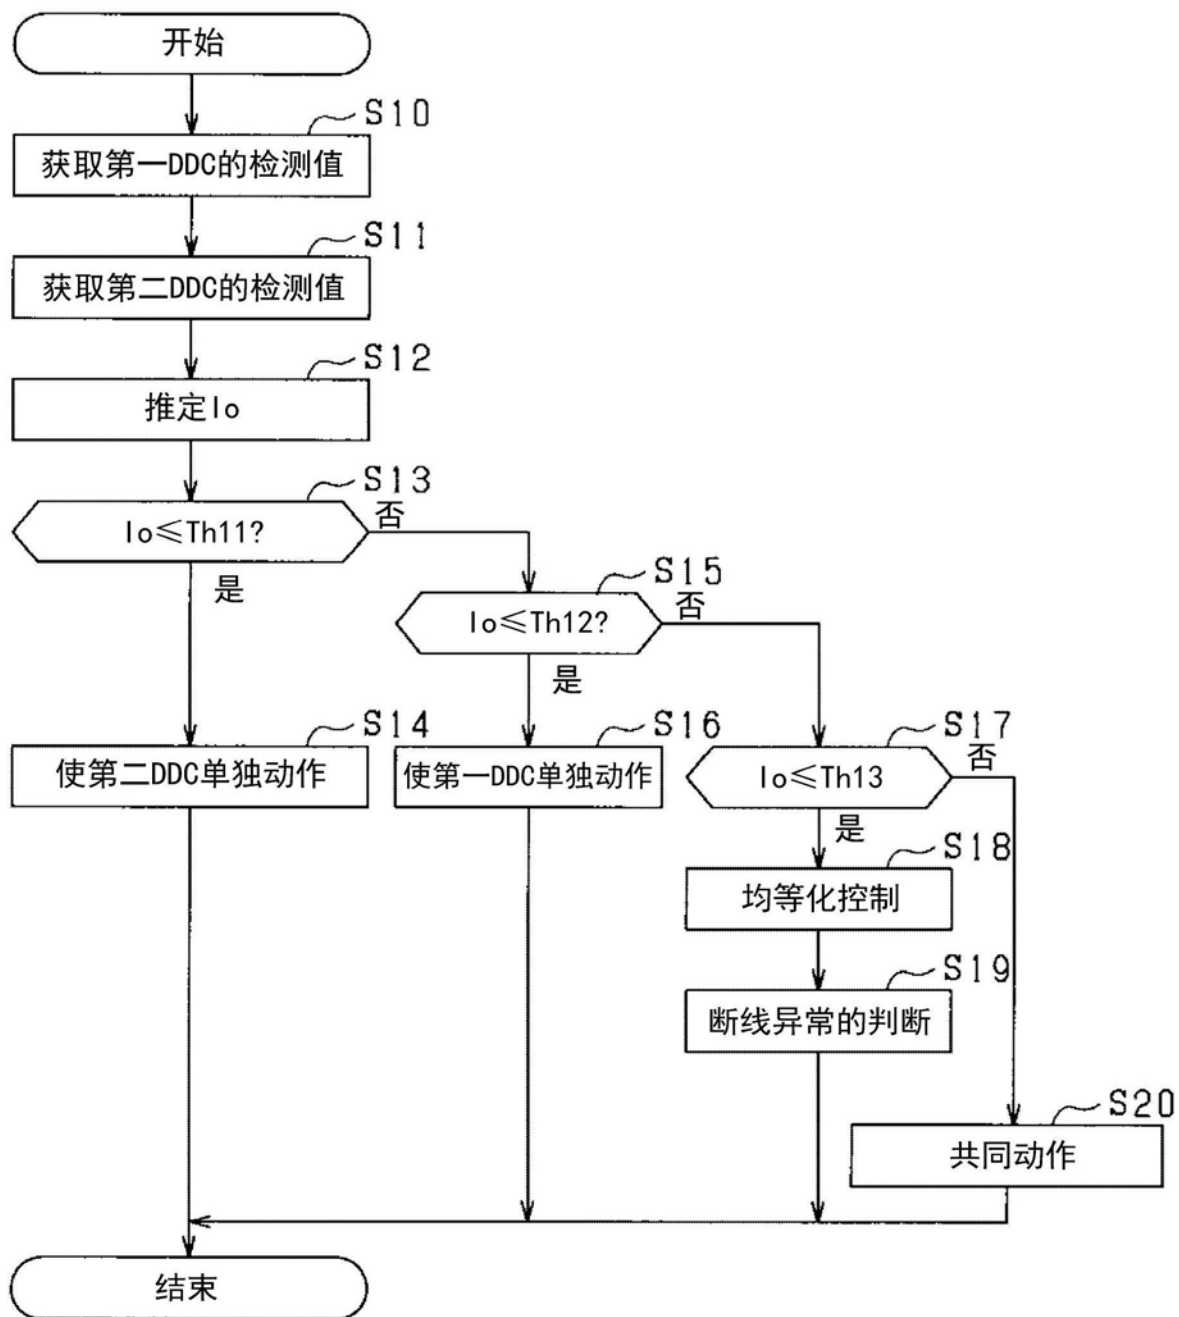 开始
S10
获取第一DDC的检测值
S11
获取第二DDC的检测值
S12
推定Io
S13
Io≤Th11?
否
是
S15
Io≤Th12?
否
是
S14
使第二DDC单独动作
S16
使第一DDC单独动作
S17
Io≤Th13
否
是
S18
均等化控制
S19
断线异常的判断
S20
共同动作
结束